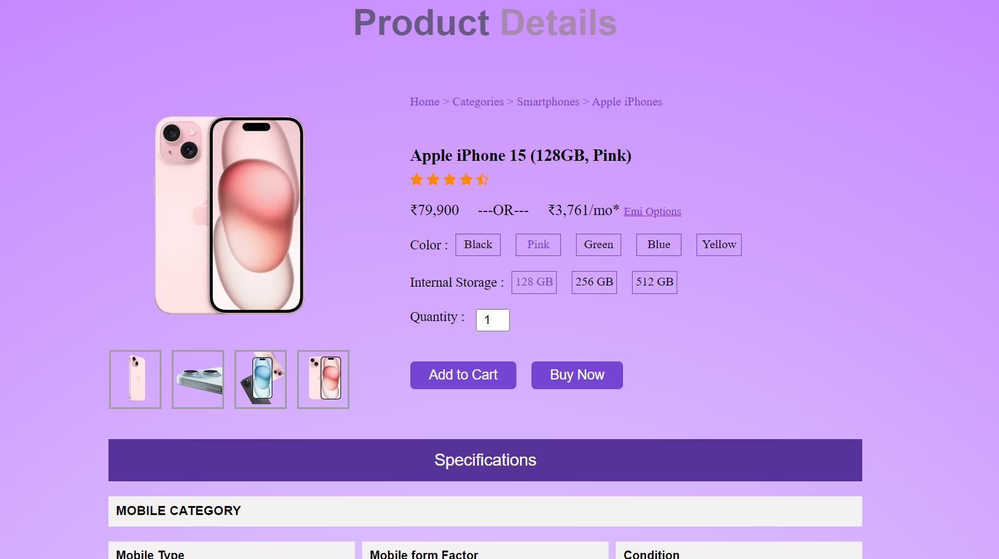 Product Details
Home > Categories > Smartphones > Apple iPhones
Apple iPhone 15 (128GB, Pink)
₹79,900 ---OR--- ₹3,761/mo* Emi Options
Color : Black Pink Green Blue Yellow
Internal Storage : 128 GB 256 GB 512 GB
Quantity : 1
Add to Cart Buy Now
Specifications
MOBILE CATEGORY
Mobile Type Mobile form Factor Condition